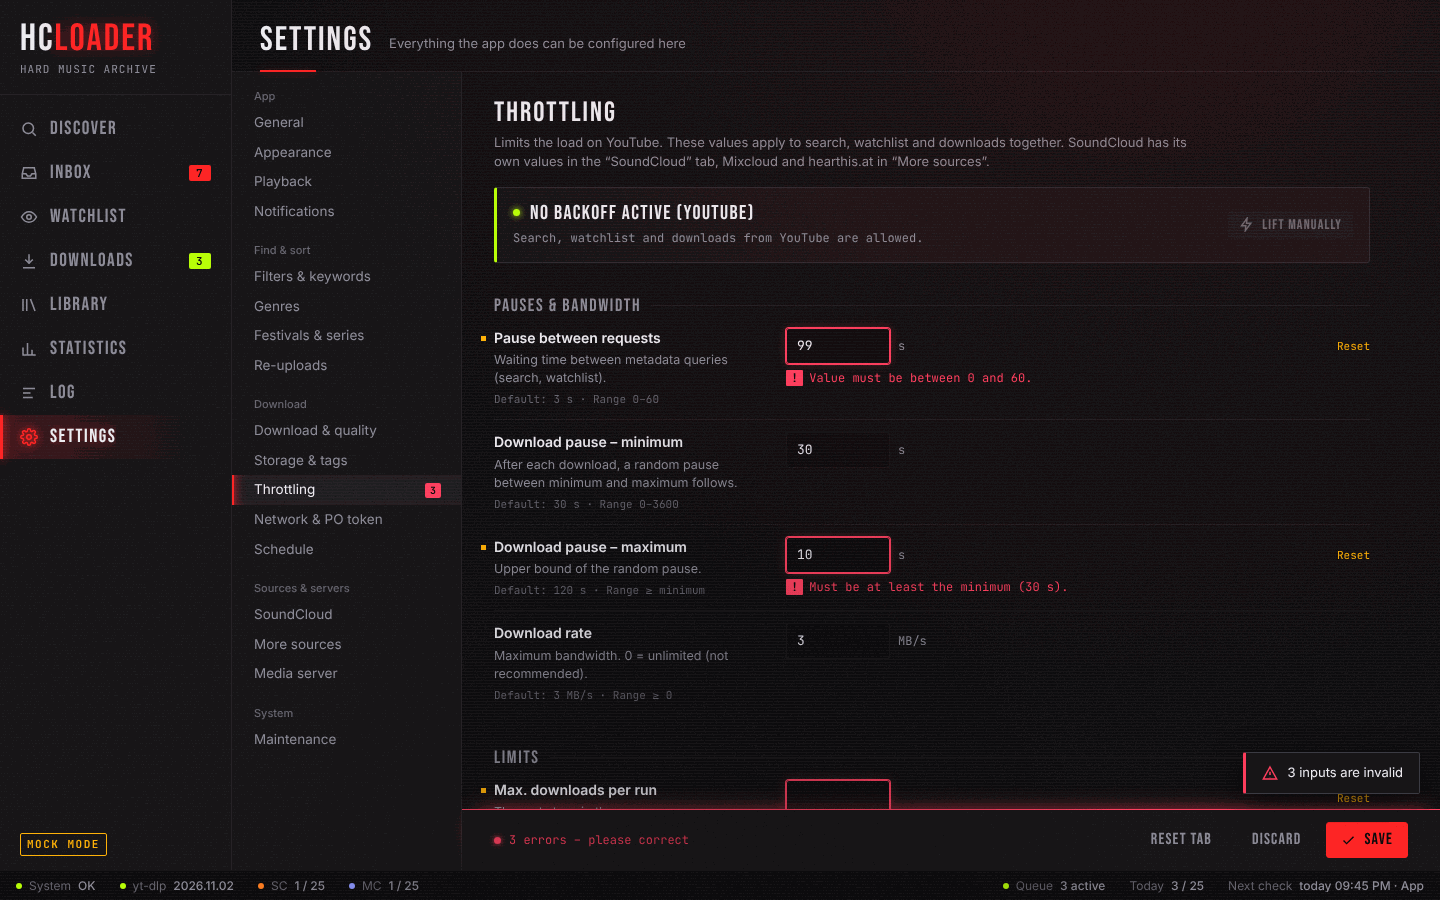 HCLOADER
HARD MUSIC ARCHIVE
DISCOVER
INBOX 7
WATCHLIST
DOWNLOADS 3
LIBRARY
STATISTICS
LOG
SETTINGS
MOCK MODE
SETTINGS Everything the app does can be configured here
App
General
Appearance
Playback
Notifications
Find & sort
Filters & keywords
Genres
Festivals & series
Re-uploads
Download
Download & quality
Storage & tags
Throttling 3
Network & PO token
Schedule
Sources & servers
SoundCloud
More sources
Media server
System
Maintenance
THROTTLING
Limits the load on YouTube. These values apply to search, watchlist and downloads together. SoundCloud has its
own values in the “SoundCloud” tab, Mixcloud and hearthis.at in “More sources”.
NO BACKOFF ACTIVE (YOUTUBE)
Search, watchlist and downloads from YouTube are allowed.
LIFT MANUALLY
PAUSES & BANDWIDTH
Pause between requests
Waiting time between metadata queries
(search, watchlist).
Default: 3 s · Range 0–60
99 s
! Value must be between 0 and 60.
Reset
Download pause – minimum
After each download, a random pause
between minimum and maximum follows.
Default: 30 s · Range 0–3600
30 s
Download pause – maximum
Upper bound of the random pause.
Default: 120 s · Range ≥ minimum
10 s
! Must be at least the minimum (30 s).
Reset
Download rate
Maximum bandwidth. 0 = unlimited (not
recommended).
Default: 3 MB/s · Range ≥ 0
3 MB/s
LIMITS
Max. downloads per run
Reset
3 inputs are invalid
3 errors – please correct
RESET TAB
DISCARD
SAVE
System OK yt-dlp 2026.11.02 SC 1 / 25 MC 1 / 25
Queue 3 active Today 3 / 25 Next check today 09:45 PM · App